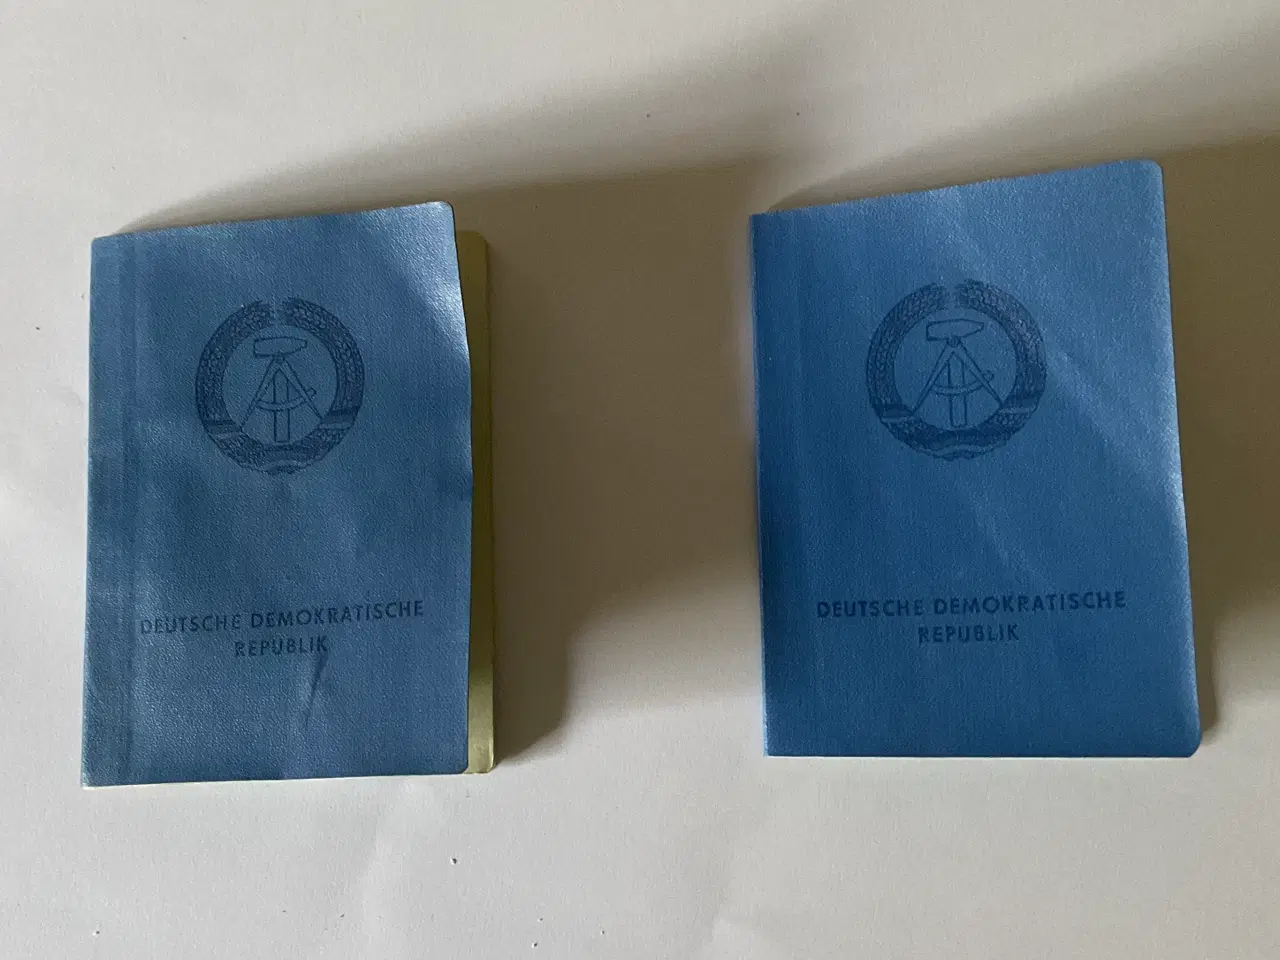 DEUTSCHE DEMOKRATISCHE
REPUBLIK
DEUTSCHE DEMOKRATISCHE
REPUBLIK